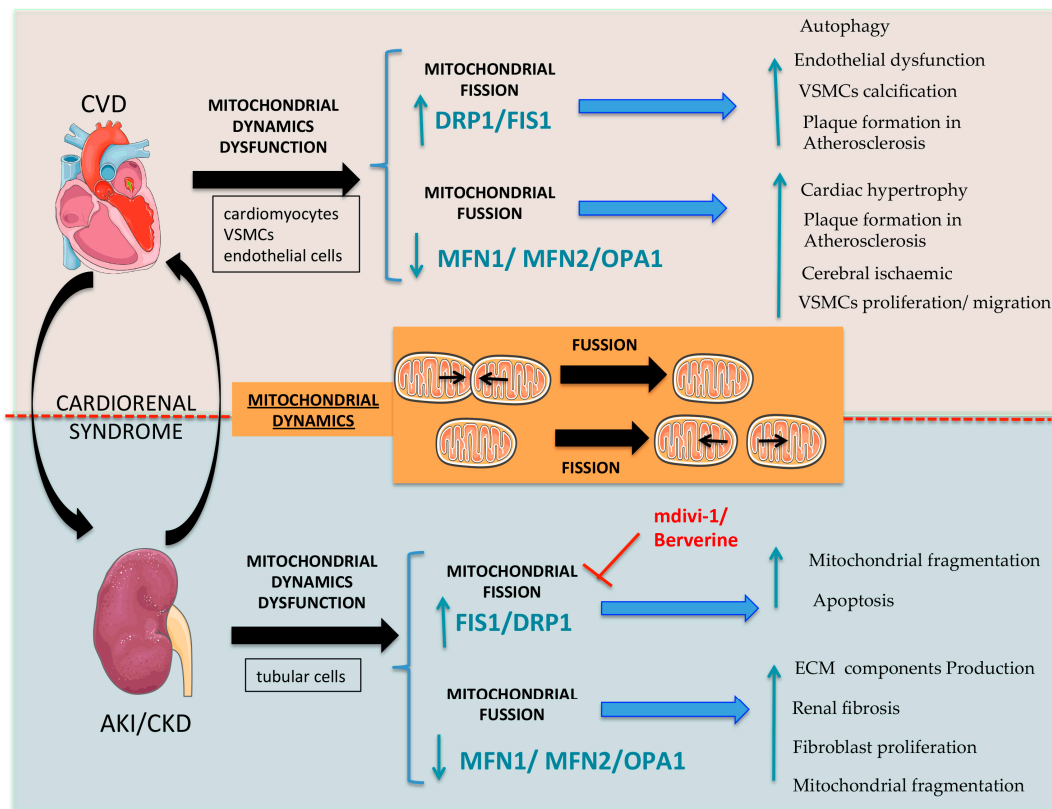 CVD
MITOCHONDRIAL
DYNAMICS
DYSFUNCTION
cardiomyocytes
VSMCs
endothelial cells
MITOCHONDRIAL
FISSION
DRP1/FIS1
MITOCHONDRIAL
FUSSION
MFN1/ MFN2/OPA1
Autophagy
Endothelial dysfunction
VSMCs calcification
Plaque formation in
Atherosclerosis
Cardiac hypertrophy
Plaque formation in
Atherosclerosis
Cerebral ischaemic
VSMCs proliferation/ migration
CARDIORENAL
SYNDROME
MITOCHONDRIAL
DYNAMICS
FUSSION
FISSION
AKI/CKD
MITOCHONDRIAL
DYNAMICS
DYSFUNCTION
tubular cells
mdivi-1/
Berverine
MITOCHONDRIAL
FISSION
FIS1/DRP1
MITOCHONDRIAL
FUSSION
MFN1/ MFN2/OPA1
Mitochondrial fragmentation
Apoptosis
ECM components Production
Renal fibrosis
Fibroblast proliferation
Mitochondrial fragmentation